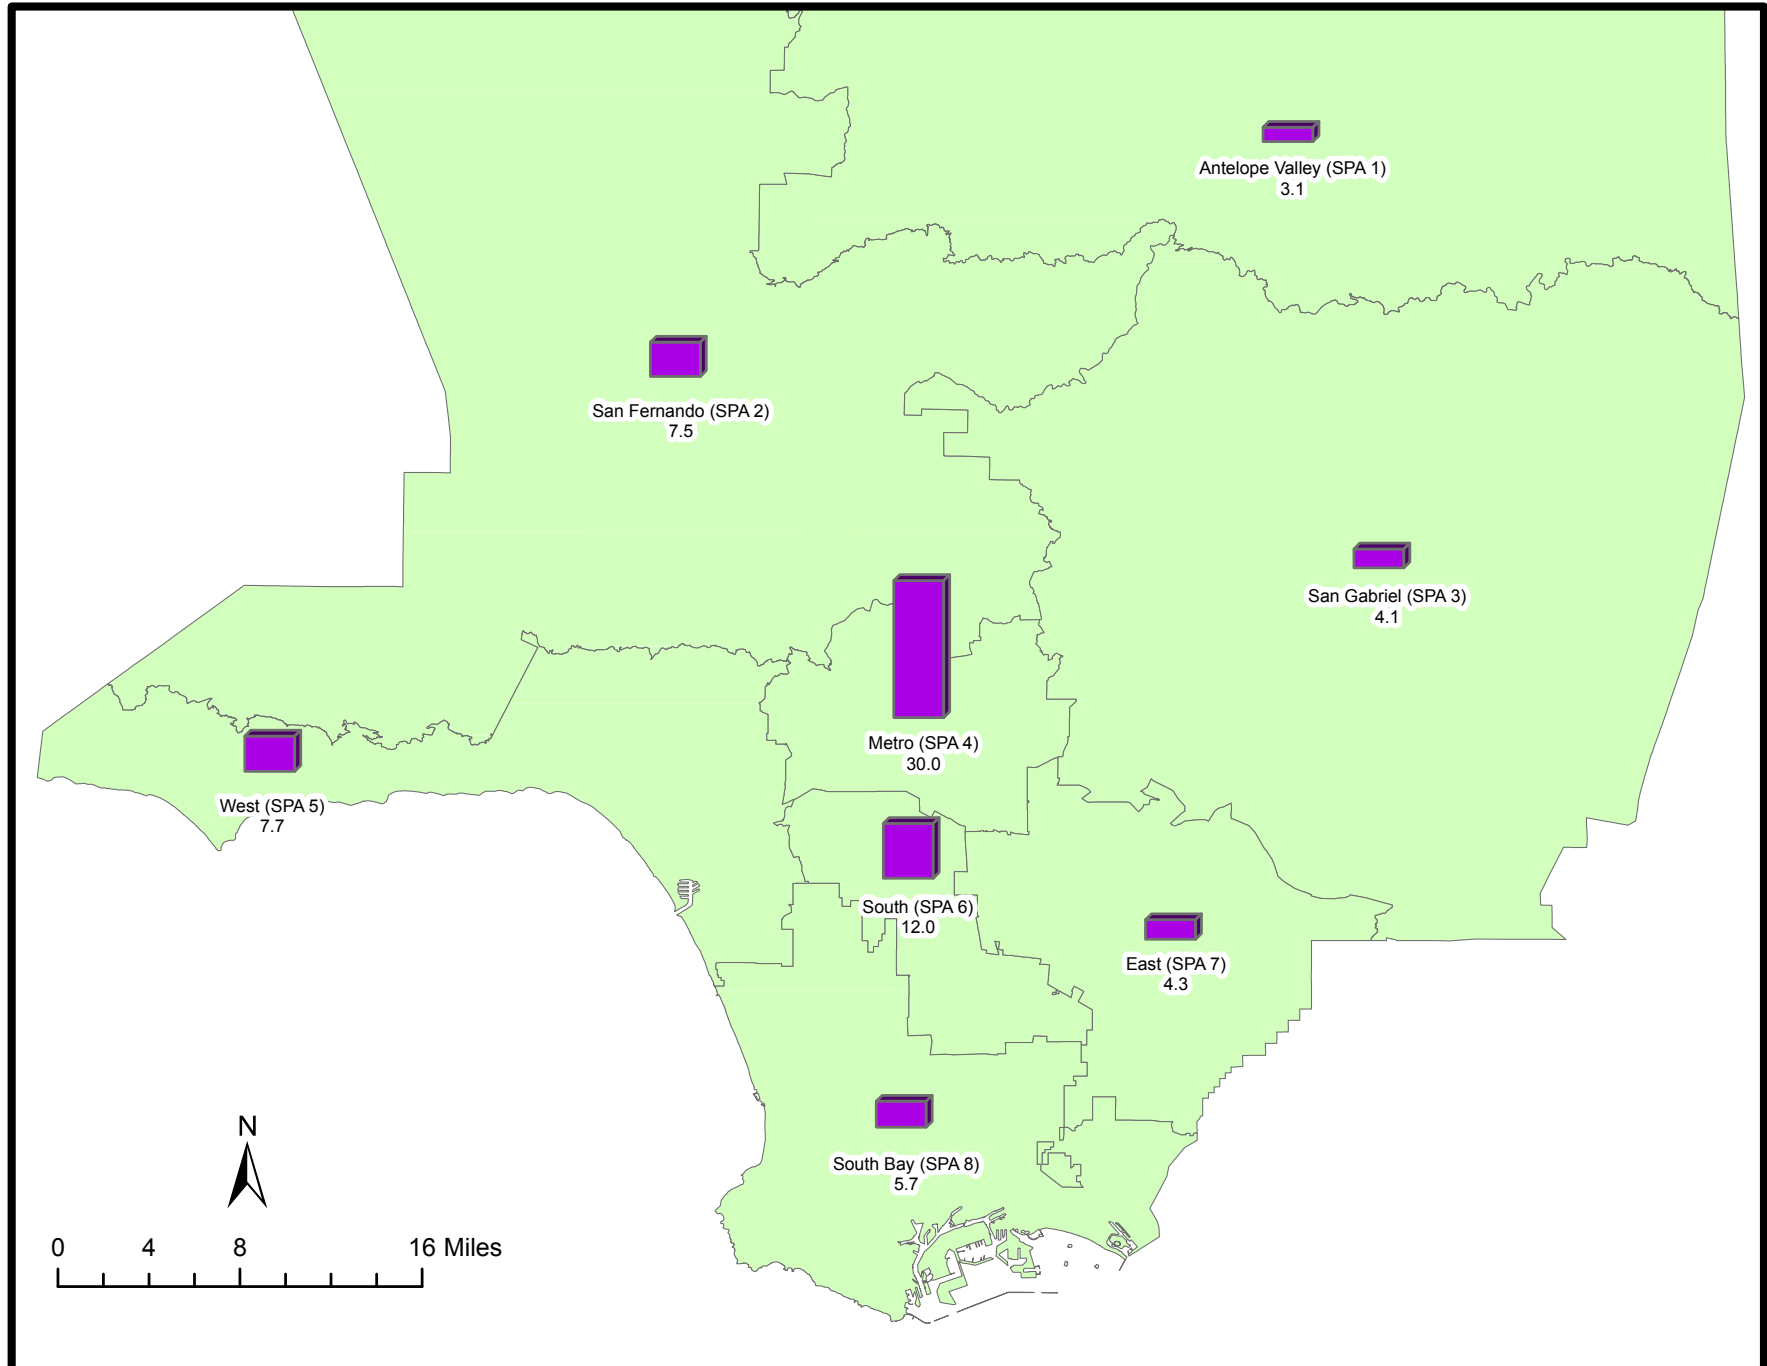 Antelope Valley (SPA 1)
3.1
San Fernando (SPA 2)
7.5
San Gabriel (SPA 3)
4.1
Metro (SPA 4)
30.0
West (SPA 5)
7.7
South (SPA 6)
12.0
East (SPA 7)
4.3
South Bay (SPA 8)
5.7
N
0 4 8 16 Miles